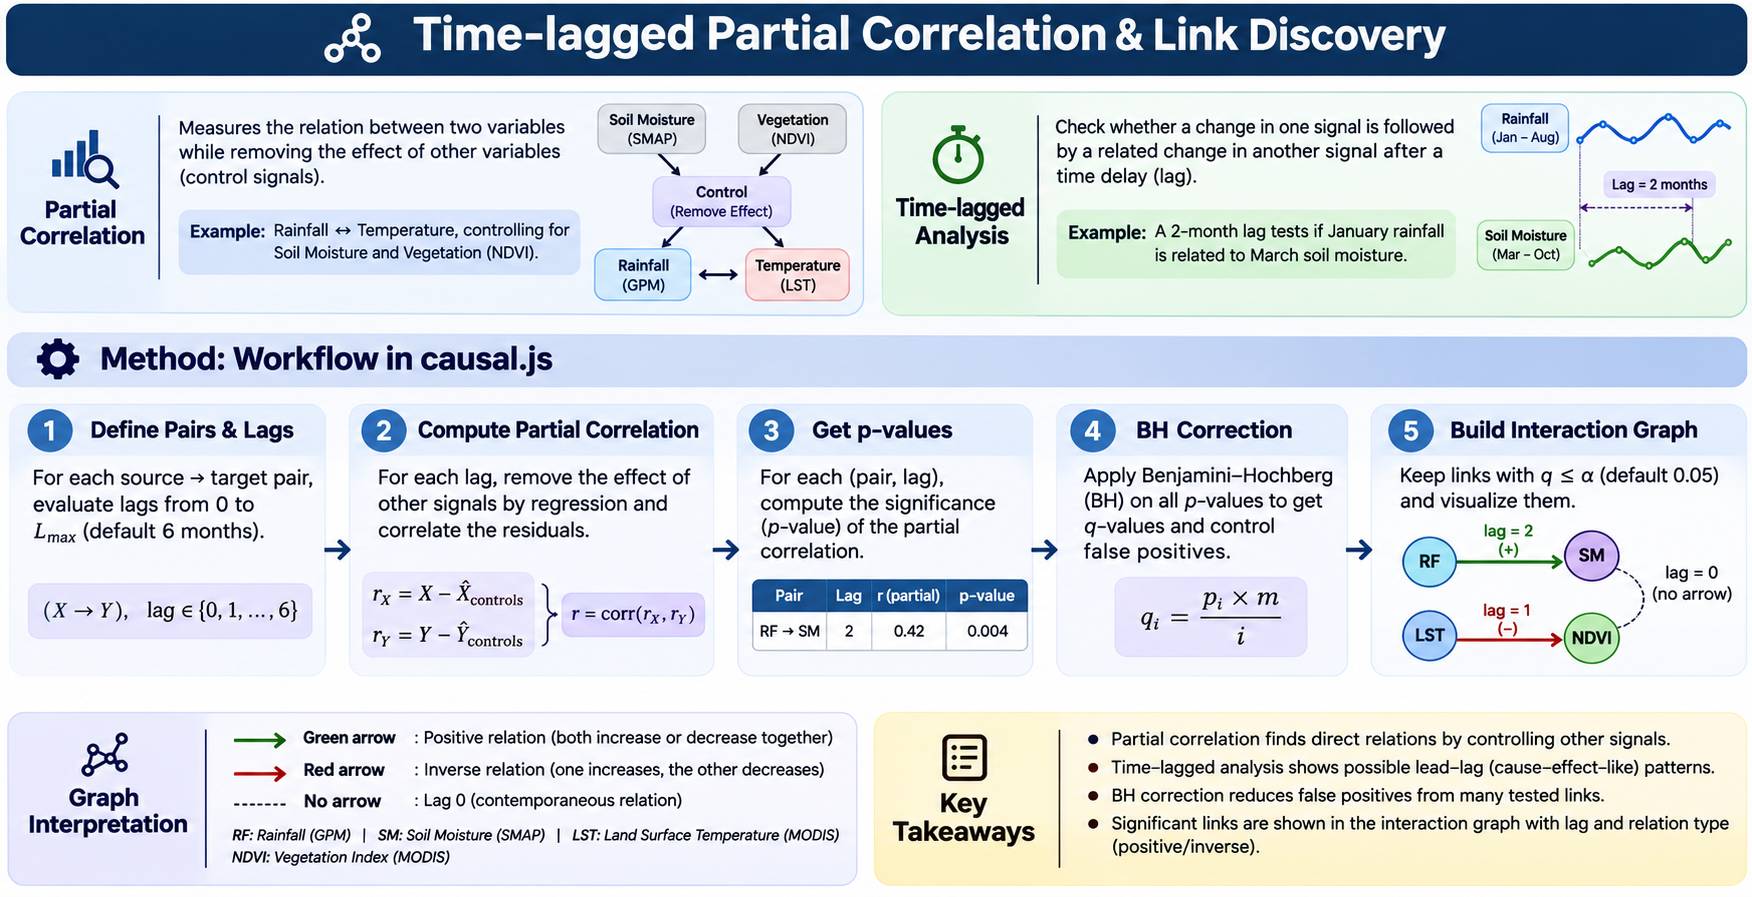 Time-lagged Partial Correlation & Link Discovery
Partial
Correlation
Measures the relation between two variables
while removing the effect of other variables
(control signals).
Example: Rainfall ↔ Temperature, controlling for
Soil Moisture and Vegetation (NDVI).
Soil Moisture
(SMAP)
Vegetation
(NDVI)
Control
(Remove Effect)
Rainfall
(GPM)
Temperature
(LST)
Time-lagged
Analysis
Check whether a change in one signal is followed
by a related change in another signal after a
time delay (lag).
Example: A 2-month lag tests if January rainfall
is related to March soil moisture.
Rainfall
(Jan – Aug)
Lag = 2 months
Soil Moisture
(Mar – Oct)
Method: Workflow in causal.js
1 Define Pairs & Lags
For each source → target pair,
evaluate lags from 0 to
L_max (default 6 months).
(X → Y), lag ∈ {0, 1, ..., 6}
2 Compute Partial Correlation
For each lag, remove the effect of
other signals by regression and
correlate the residuals.
r_X = X − X̂_controls
r_Y = Y − Ŷ_controls
r = corr(r_X, r_Y)
3 Get p-values
For each (pair, lag),
compute the significance
(p-value) of the partial
correlation.
Pair Lag r (partial) p-value
RF → SM 2 0.42 0.004
4 BH Correction
Apply Benjamini–Hochberg
(BH) on all p-values to get
q-values and control
false positives.
q_i = p_i × m / i
5 Build Interaction Graph
Keep links with q ≤ α (default 0.05)
and visualize them.
RF
lag = 2
(+)
SM
lag = 0
(no arrow)
LST
lag = 1
(−)
NDVI
Graph
Interpretation
Green arrow : Positive relation (both increase or decrease together)
Red arrow : Inverse relation (one increases, the other decreases)
No arrow : Lag 0 (contemporaneous relation)
RF: Rainfall (GPM) | SM: Soil Moisture (SMAP) | LST: Land Surface Temperature (MODIS)
NDVI: Vegetation Index (MODIS)
Key
Takeaways
● Partial correlation finds direct relations by controlling other signals.
● Time-lagged analysis shows possible lead-lag (cause-effect-like) patterns.
● BH correction reduces false positives from many tested links.
● Significant links are shown in the interaction graph with lag and relation type
(positive/inverse).